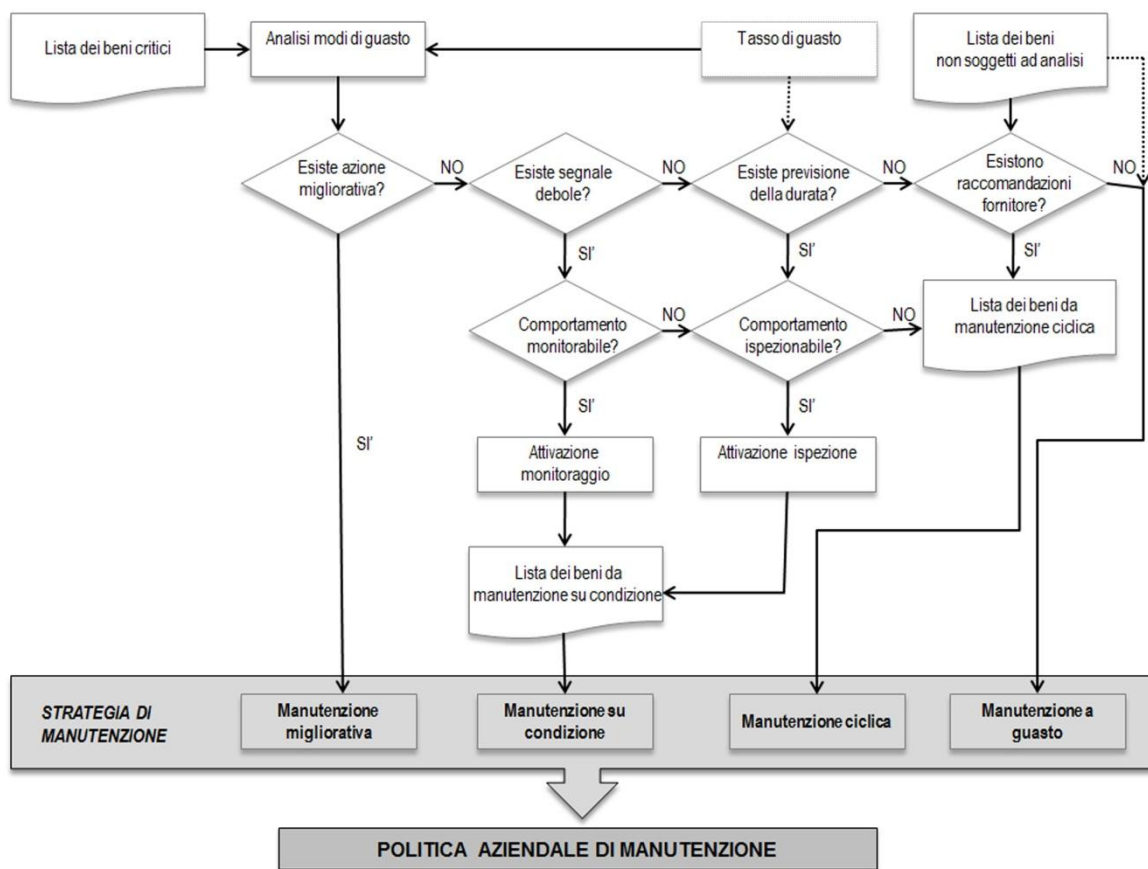 Lista dei beni critici
Analisi modi di guasto
Tasso di guasto
Lista dei beni
non soggetti ad analisi
Esiste azione
migliorativa?
NO
Esiste segnale
debole?
NO
Esiste previsione
della durata?
NO
Esistono
raccomandazioni
fornitore?
NO
SI’
SI’
SI’
Comportamento
monitorabile?
NO
Comportamento
ispezionabile?
NO
Lista dei beni da
manutenzione ciclica
SI’
SI’
SI’
Attivazione
monitoraggio
Attivazione ispezione
Lista dei beni da
manutenzione su condizione
STRATEGIA DI
MANUTENZIONE
Manutenzione
migliorativa
Manutenzione su
condizione
Manutenzione ciclica
Manutenzione a
guasto
POLITICA AZIENDALE DI MANUTENZIONE